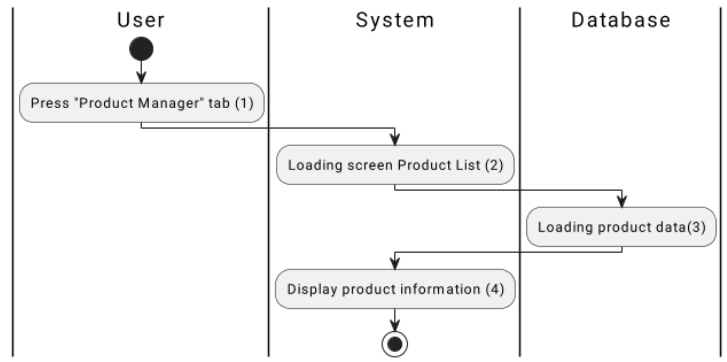 User
System
Database
Press "Product Manager" tab (1)
Loading screen Product List (2)
Loading product data(3)
Display product information (4)